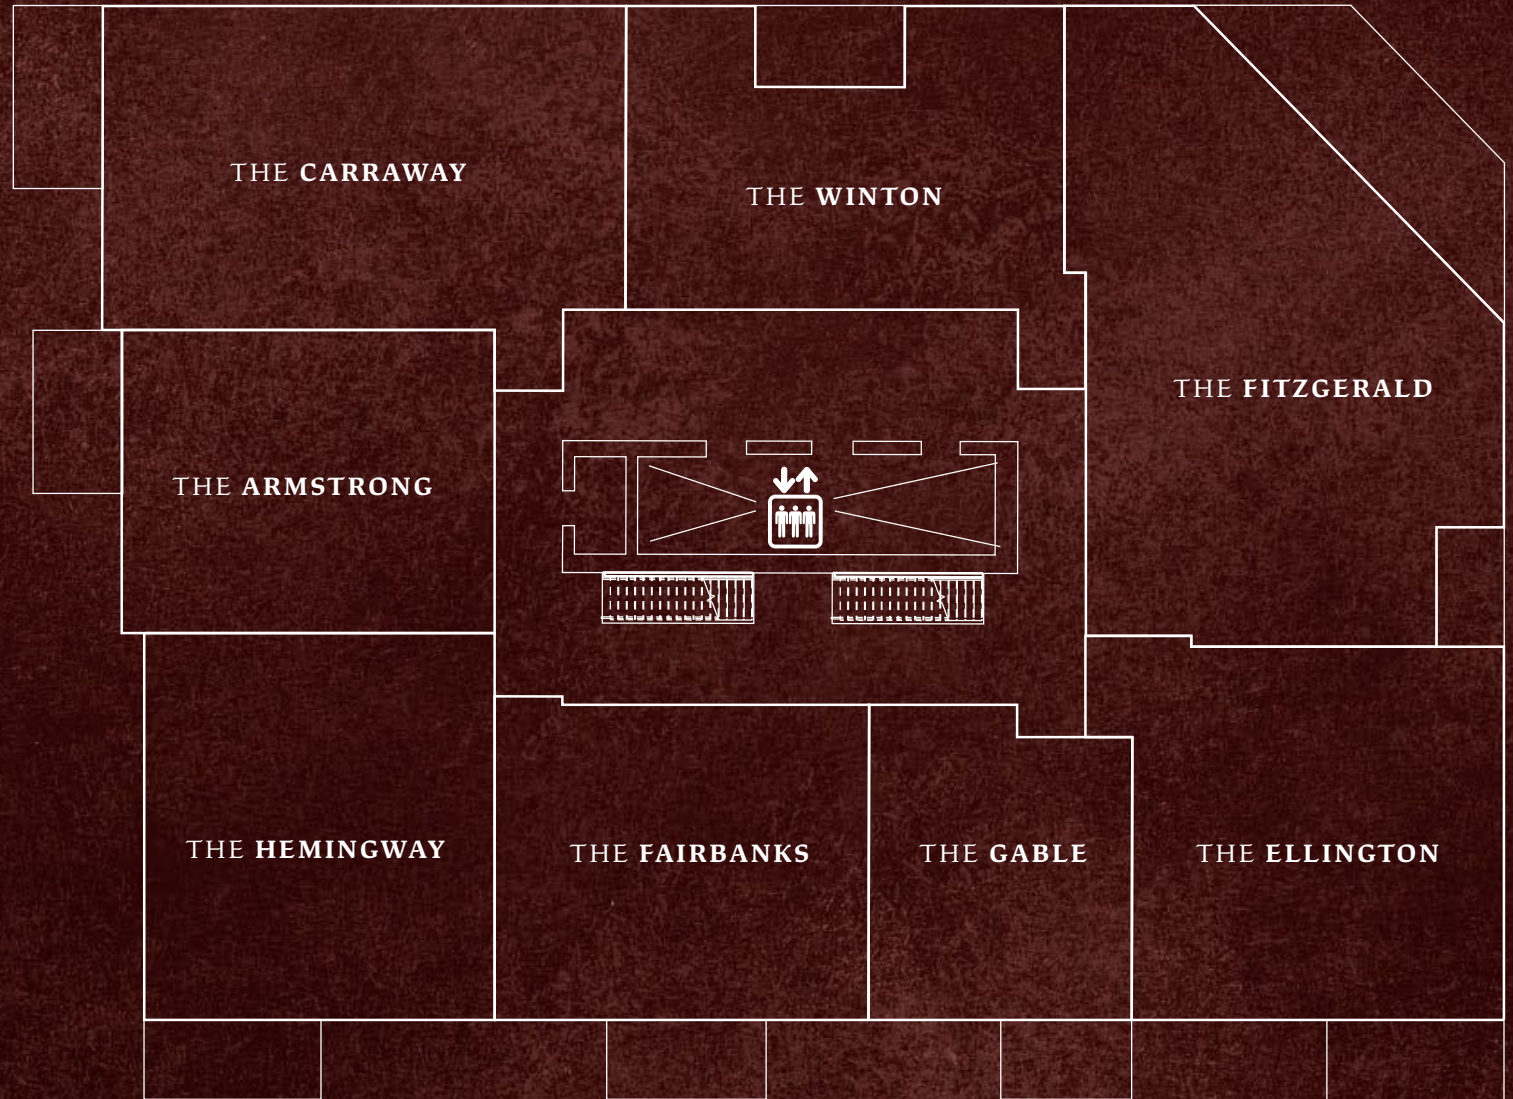 THE CARRAWAY
THE WINTON
THE FITZGERALD
THE ARMSTRONG
THE HEMINGWAY
THE FAIRBANKS
THE GABLE
THE ELLINGTON